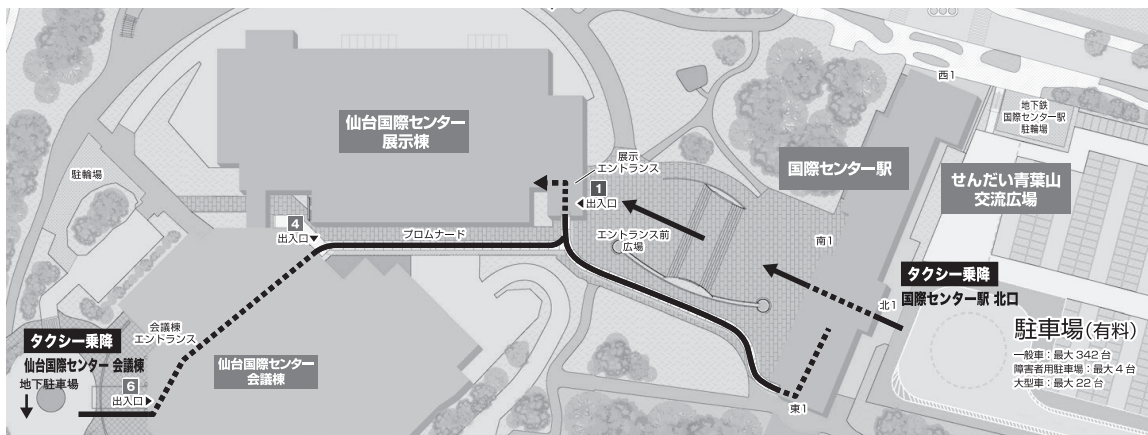 西1
地下鉄
国際センター駅
駐輪場
仙台国際センター
展示棟
展示
エントランス
国際センター駅
せんだい青葉山
交流広場
駐輪場
1
◀出入口
4
出入口▼
プロムナード
エントランス前
広場
南1
タクシー乗降
国際センター駅 北口
北1
駐車場(有料)
一般車:最大 342 台
障害者用駐車場:最大 4 台
大型車:最大 22 台
会議棟
エントランス
タクシー乗降
仙台国際センター 会議棟
地下駐車場
仙台国際センター
会議棟
6
出入口▶
東1